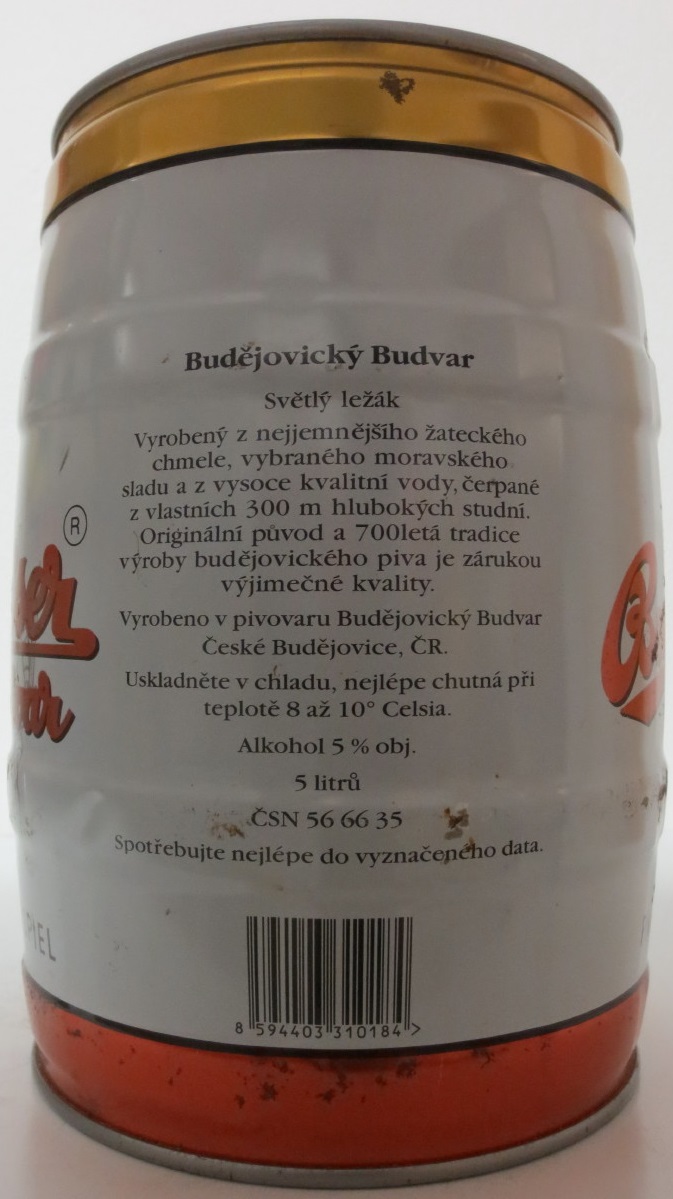 Budějovický Budvar
Světlý ležák
Vyrobený z nejjemnějšího žateckého
chmele, vybraného moravského
sladu a z vysoce kvalitní vody, čerpané
z vlastních 300 m hlubokých studní.
Originální původ a 700letá tradice
výroby budějovického piva je zárukou
výjimečné kvality.
Vyrobeno v pivovaru Budějovický Budvar
České Budějovice, ČR.
Uskladněte v chladu, nejlépe chutná při
teplotě 8 až 10° Celsia.
Alkohol 5 % obj.
5 litrů
ČSN 56 66 35
Spotřebujte nejlépe do vyznačeného data.
8 594403 310184 >
®